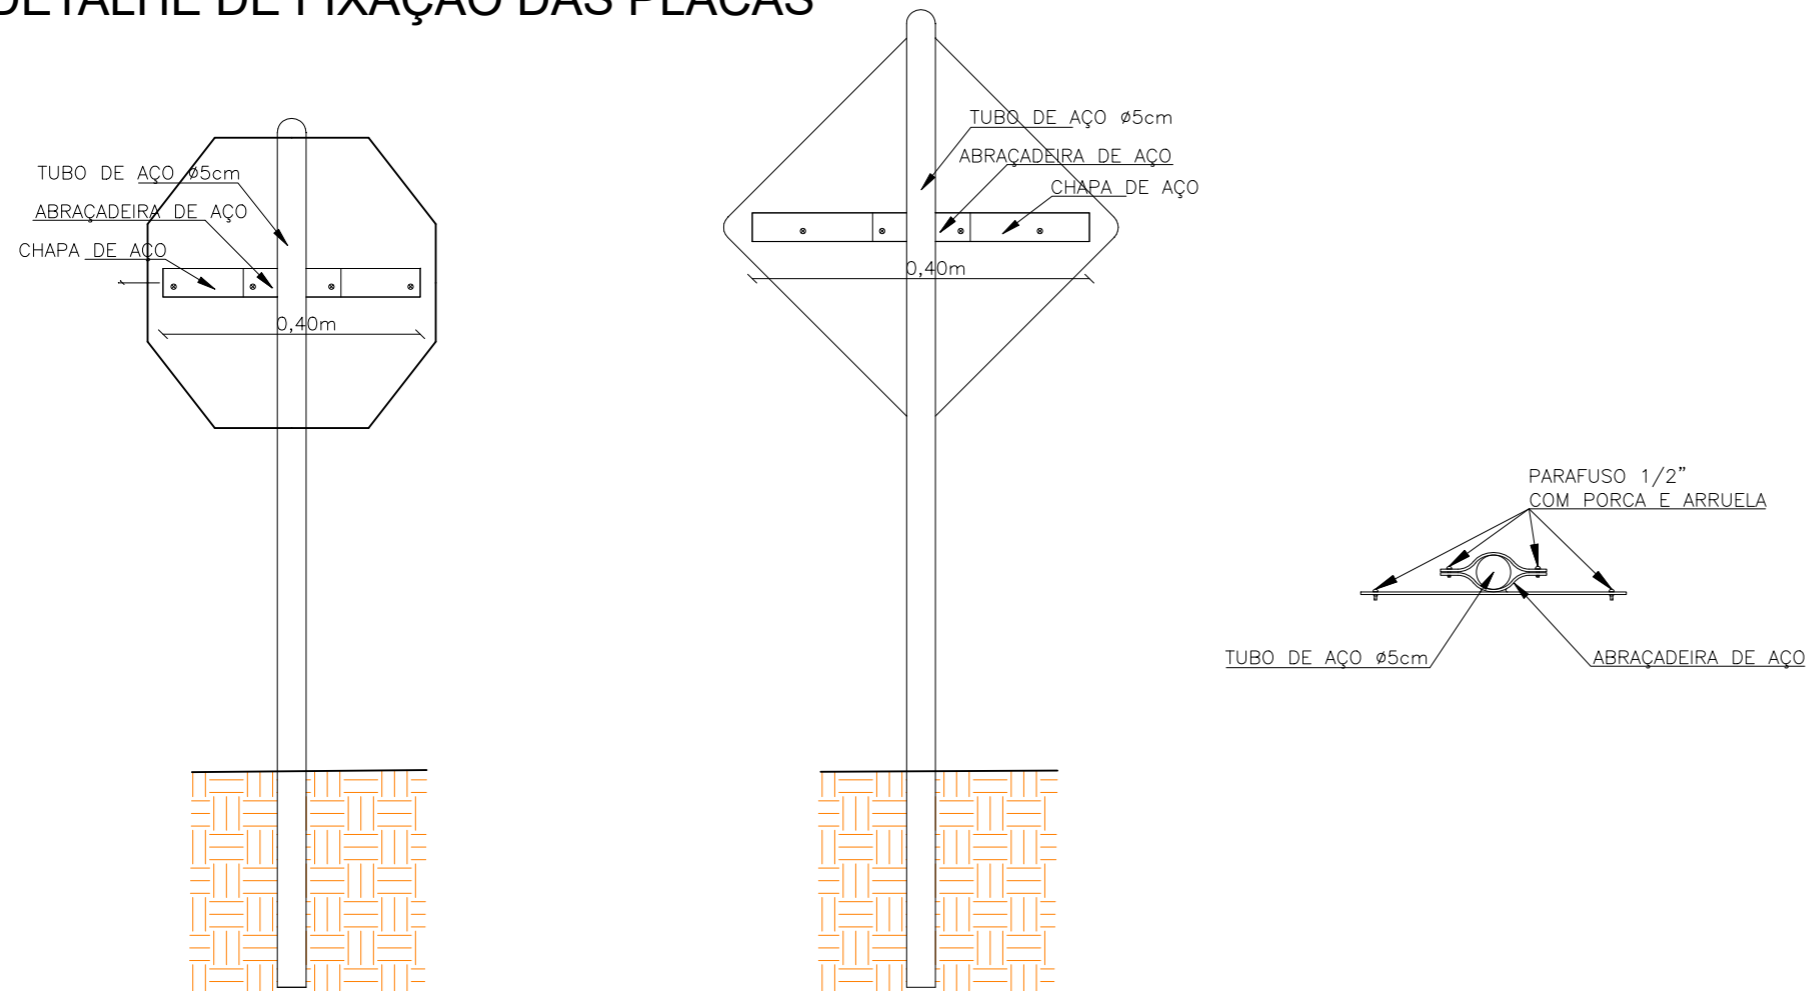 DETALHE DE FIXAÇÃO DAS PLACAS
TUBO DE AÇO ø5cm
ABRAÇADEIRA DE AÇO
CHAPA DE AÇO
0,40m
TUBO DE AÇO ø5cm
ABRAÇADEIRA DE AÇO
CHAPA DE AÇO
0,40m
PARAFUSO 1/2"
COM PORCA E ARRUELA
TUBO DE AÇO ø5cm
ABRAÇADEIRA DE AÇO